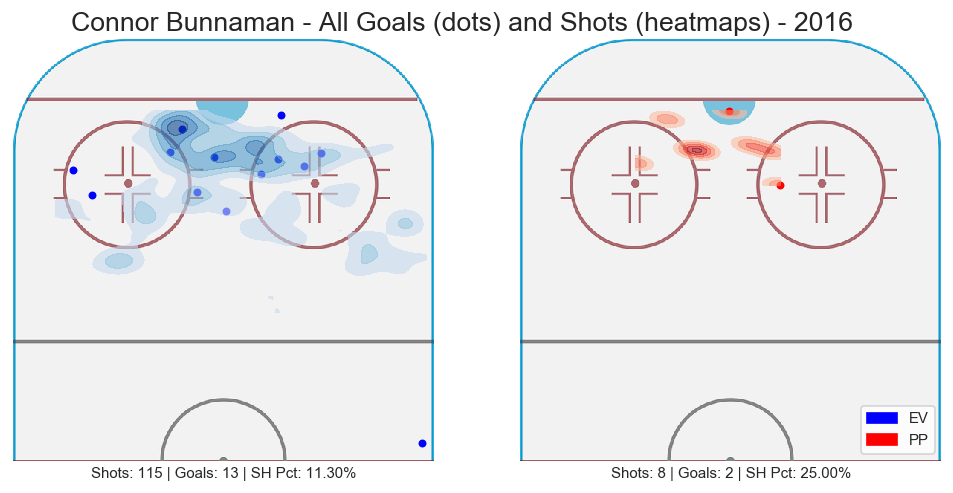 Connor Bunnaman - All Goals (dots) and Shots (heatmaps) - 2016
EV
PP
Shots: 115 | Goals: 13 | SH Pct: 11.30%
Shots: 8 | Goals: 2 | SH Pct: 25.00%